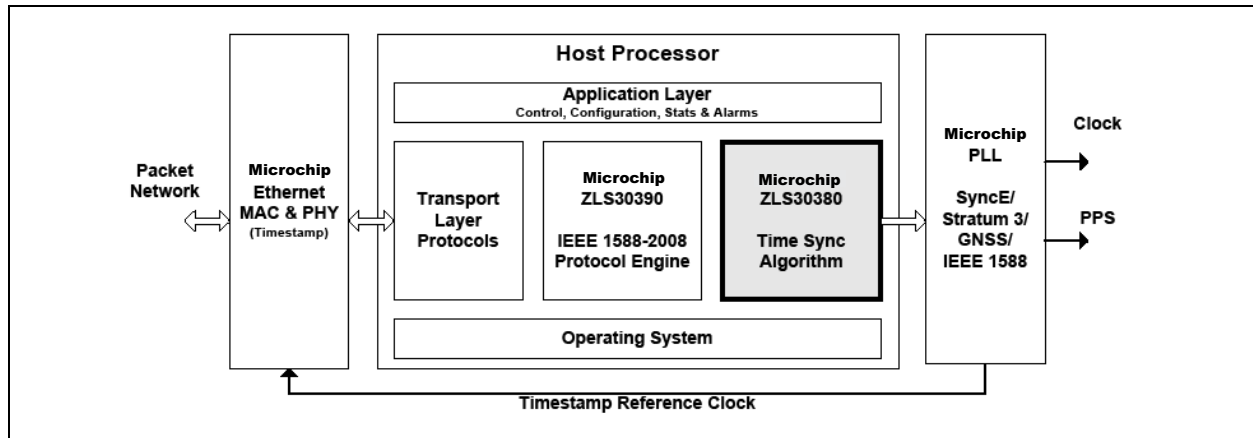 Host Processor
Application Layer
Control, Configuration, Stats & Alarms
Packet
Network
Microchip
Ethernet
MAC & PHY
(Timestamp)
Transport
Layer
Protocols
Microchip
ZLS30390
IEEE 1588-2008
Protocol Engine
Microchip
ZLS30380
Time Sync
Algorithm
Microchip
PLL
SyncE/
Stratum 3/
GNSS/
IEEE 1588
Clock
PPS
Operating System
Timestamp Reference Clock